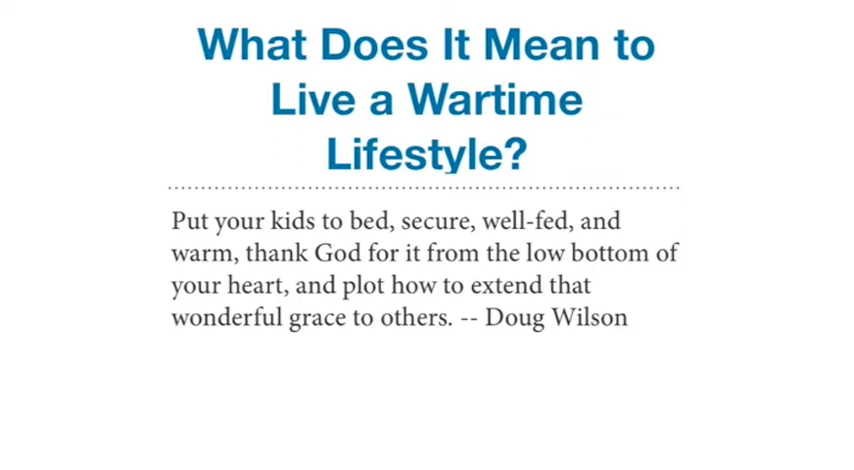 What Does It Mean to
Live a Wartime
Lifestyle?
Put your kids to bed, secure, well-fed, and
warm, thank God for it from the low bottom of
your heart, and plot how to extend that
wonderful grace to others. -- Doug Wilson